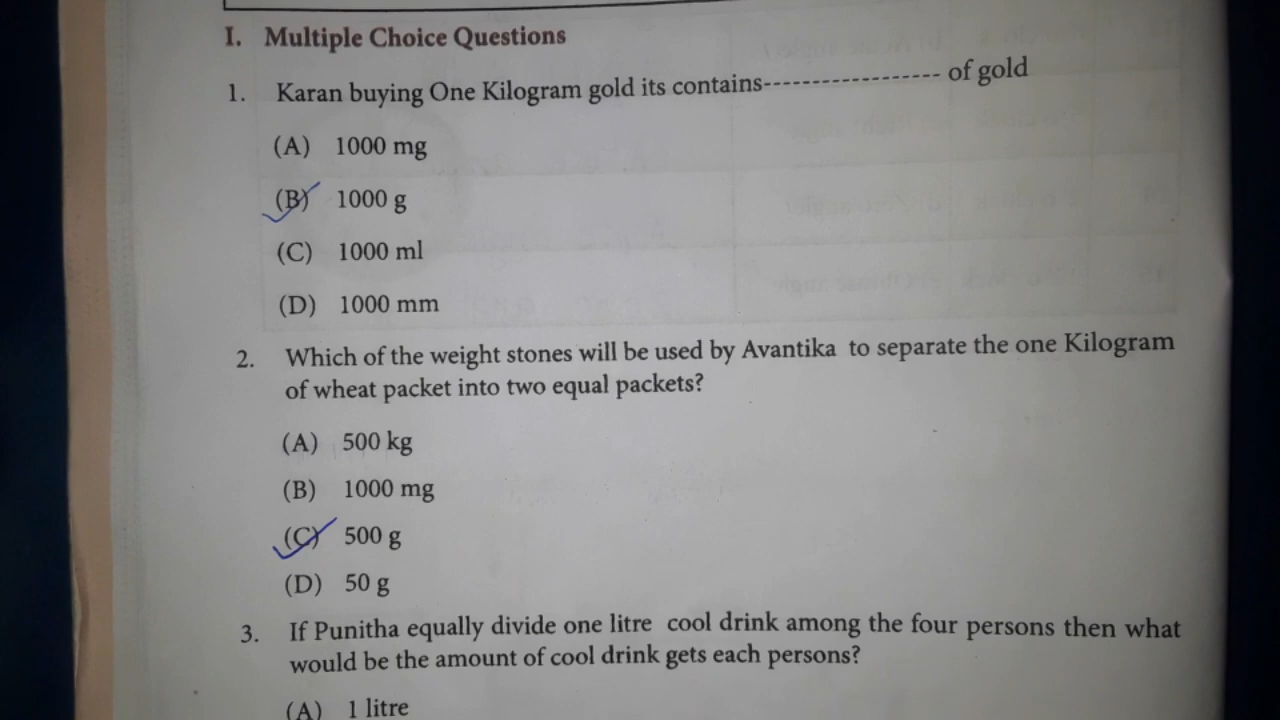 I. Multiple Choice Questions
1. Karan buying One Kilogram gold its contains------------------ of gold
(A) 1000 mg
(B) 1000 g
(C) 1000 ml
(D) 1000 mm
2. Which of the weight stones will be used by Avantika to separate the one Kilogram
of wheat packet into two equal packets?
(A) 500 kg
(B) 1000 mg
(C) 500 g
(D) 50 g
3. If Punitha equally divide one litre cool drink among the four persons then what
would be the amount of cool drink gets each persons?
(A) 1 litre